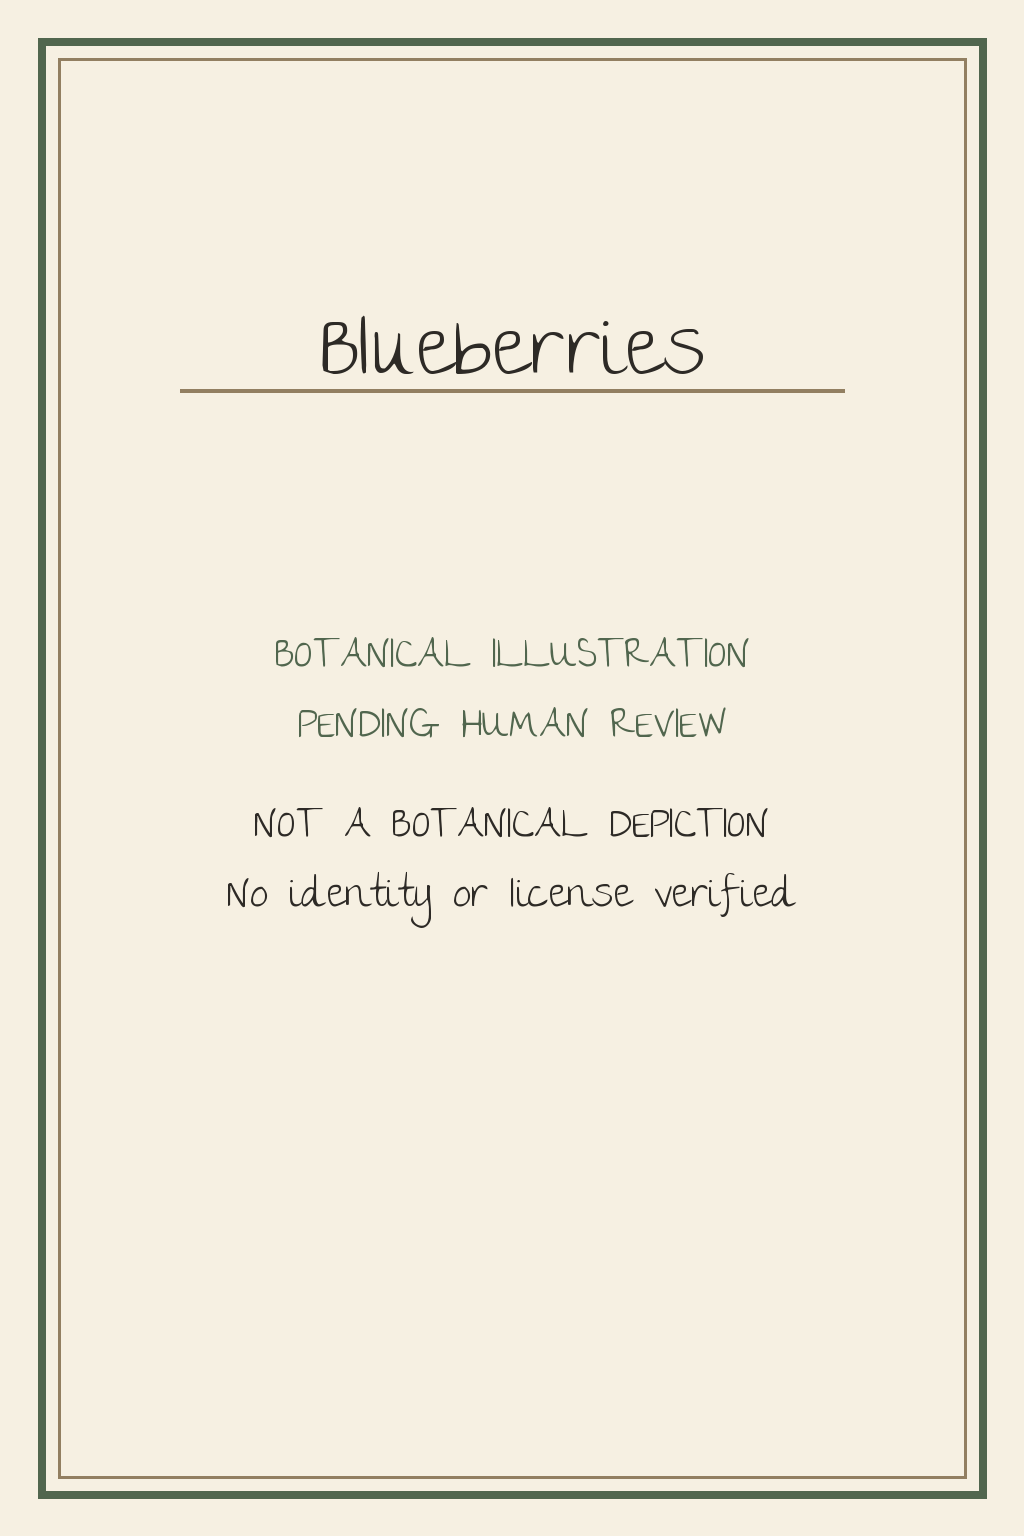 Blueberries
BOTANICAL ILLUSTRATION
PENDING HUMAN REVIEW
NOT A BOTANICAL DEPICTION
No identity or license verified